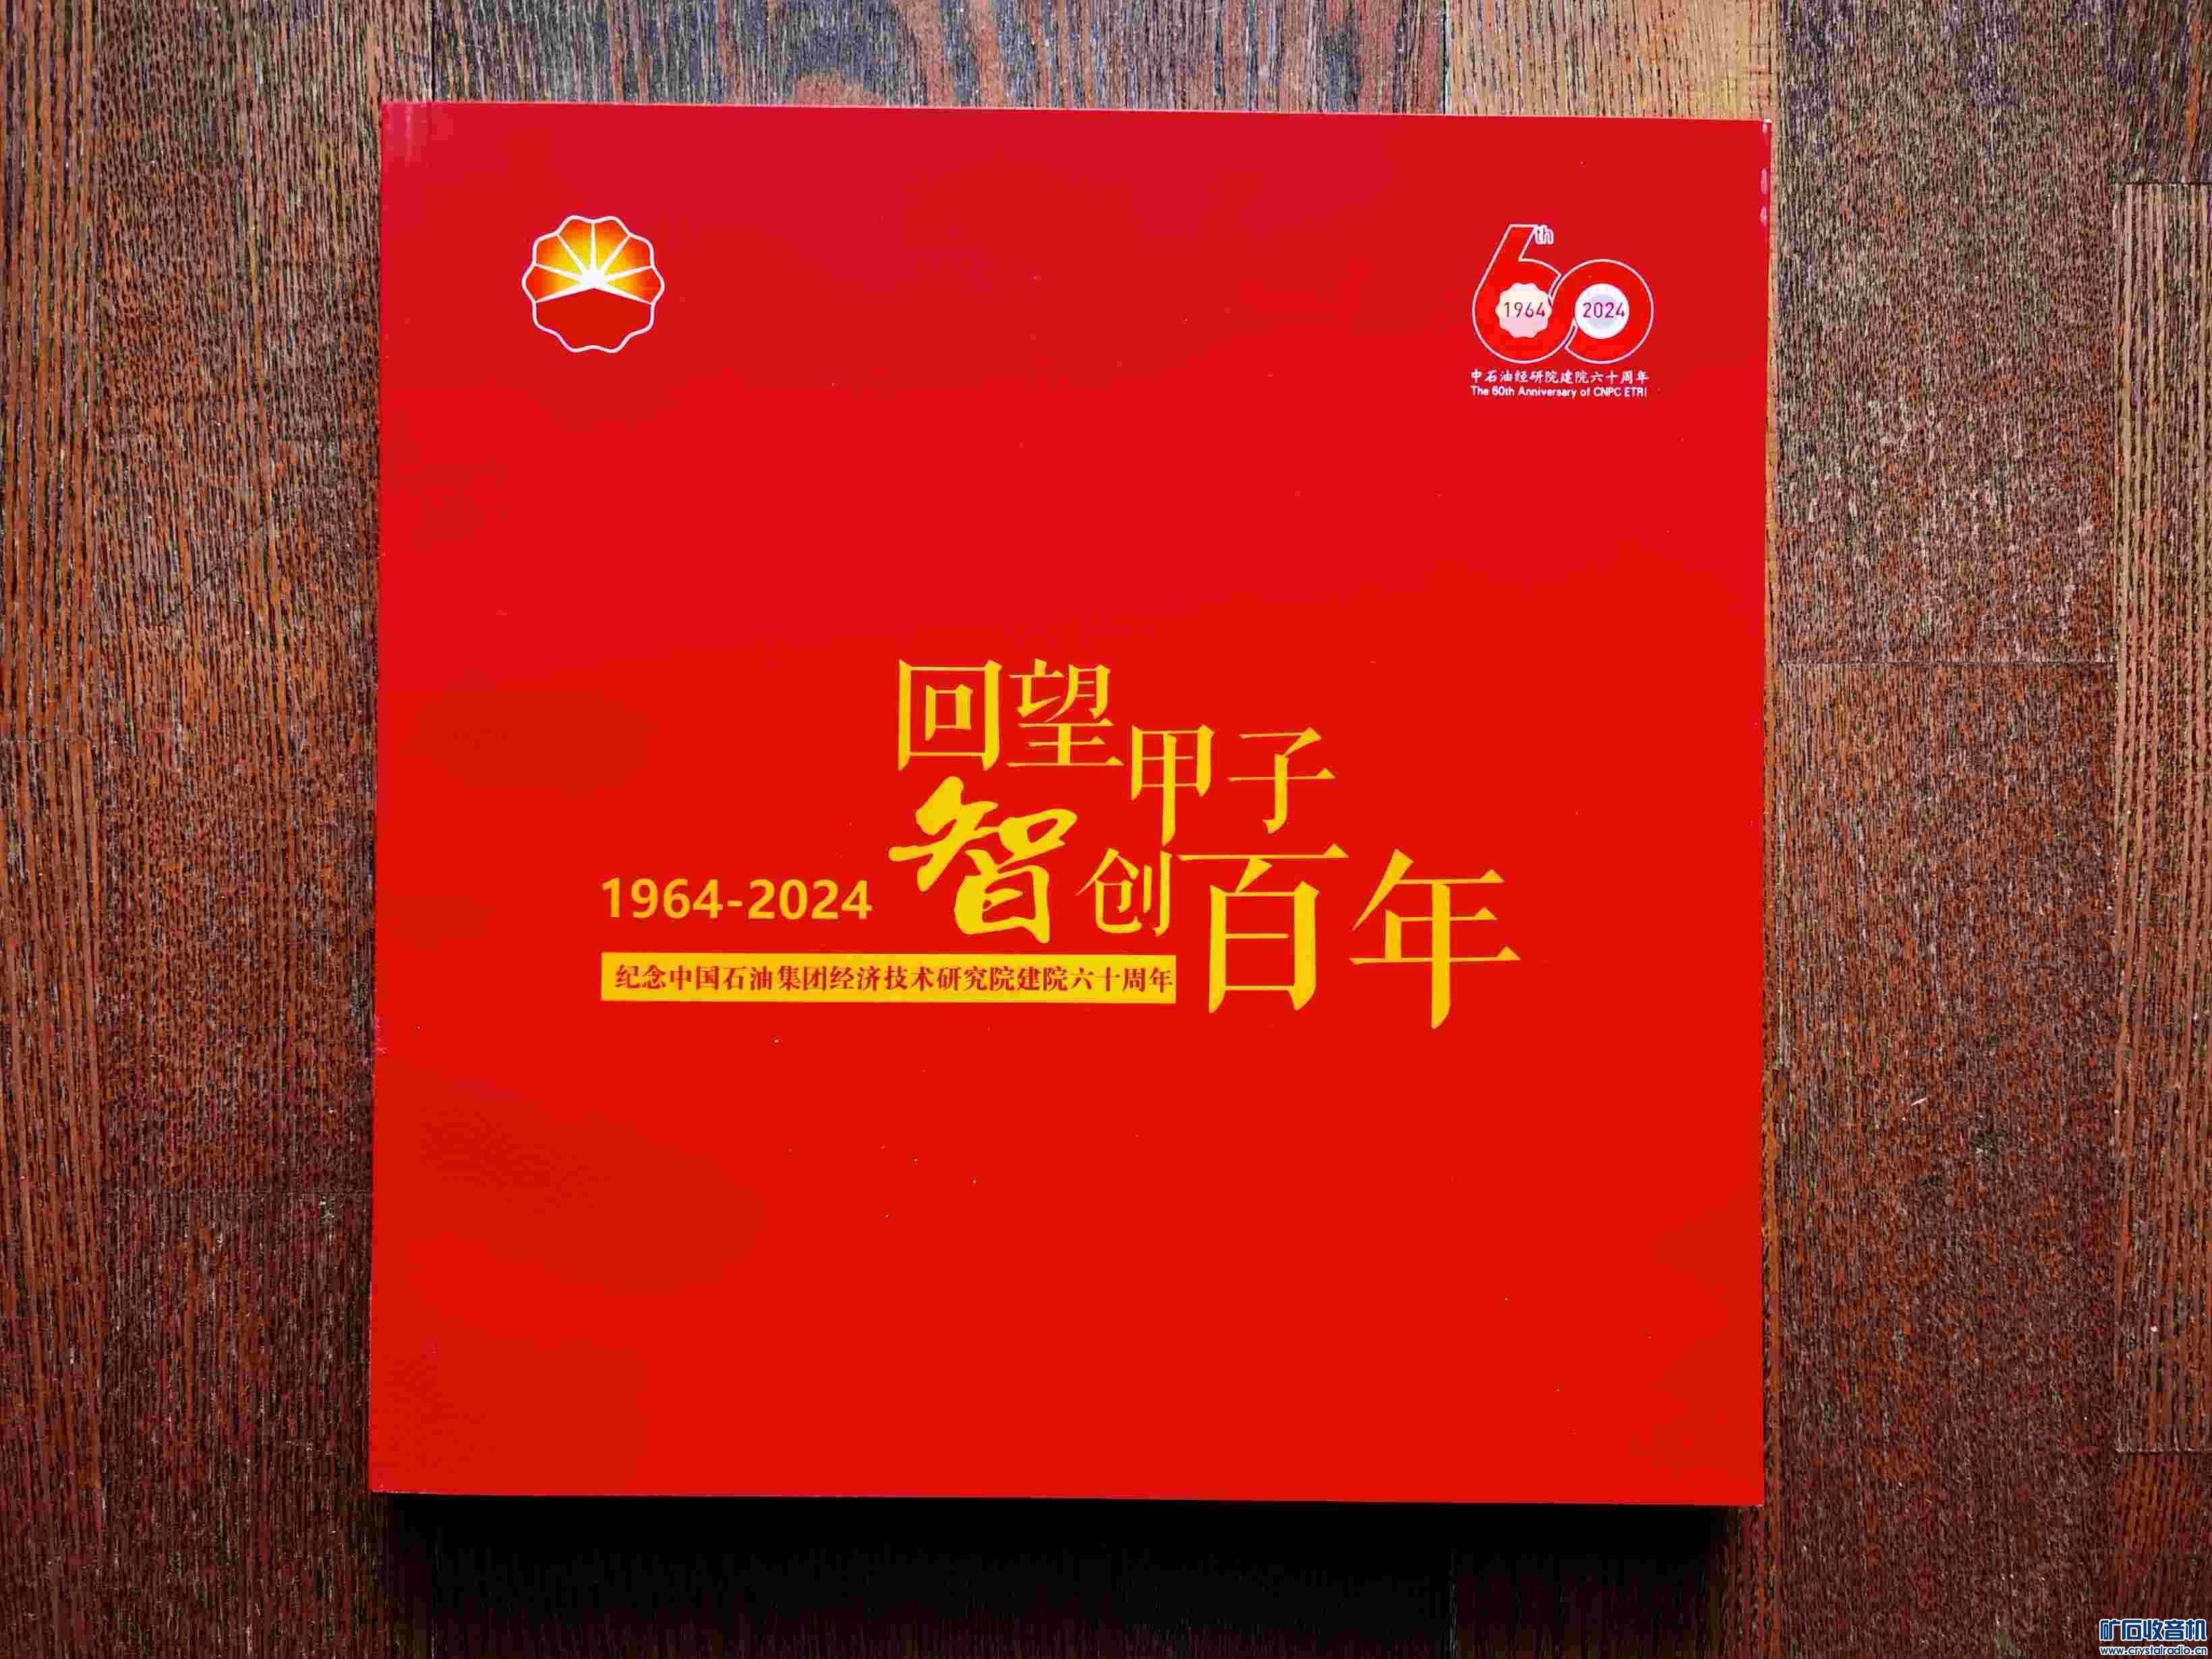 60th
1964 2024
中石油经研院建院六十周年
The 60th Anniversary of CNPC ETRI
回望甲子
智创百年
1964-2024
纪念中国石油集团经济技术研究院建院六十周年
矿石收音机
www.crystalradio.cn